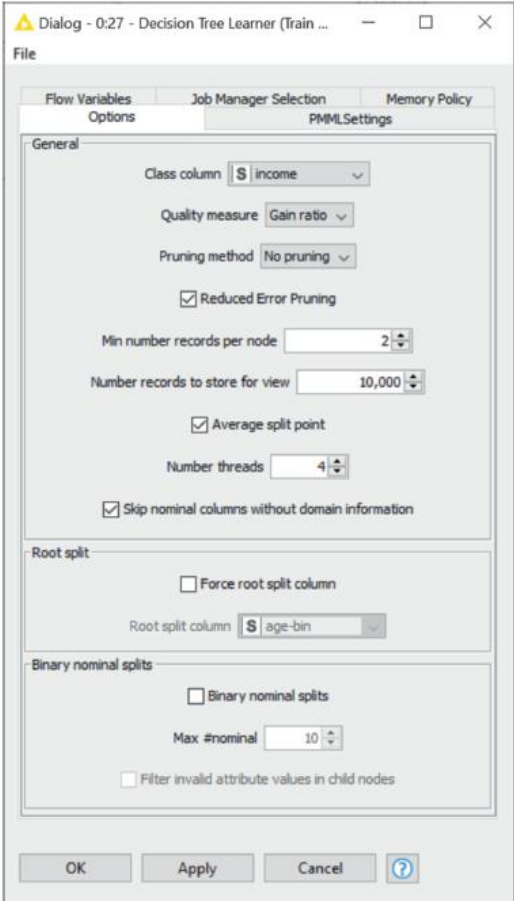 Dialog - 0:27 - Decision Tree Learner (Train ...
File
Flow Variables Job Manager Selection Memory Policy
Options PMMLSettings
General
Class column S income
Quality measure Gain ratio
Pruning method No pruning
Reduced Error Pruning
Min number records per node 2
Number records to store for view 10,000
Average split point
Number threads 4
Skip nominal columns without domain information
Root split
Force root split column
Root split column S age-bin
Binary nominal splits
Binary nominal splits
Max #nominal 10
Filter invalid attribute values in child nodes
OK Apply Cancel ?